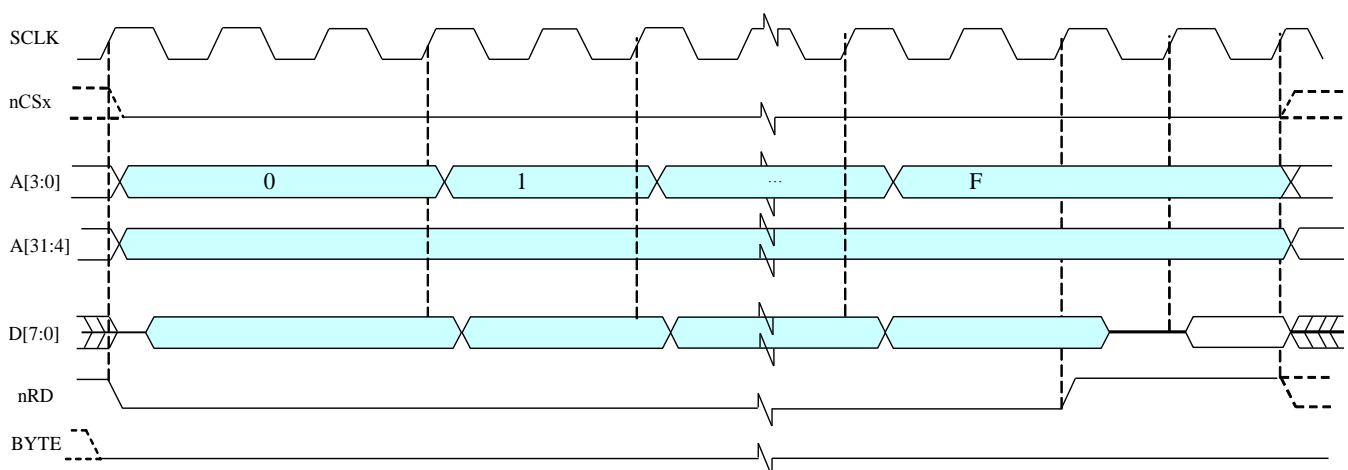 SCLK
nCSx
A[3:0] 0 1 ... F
A[31:4]
D[7:0]
nRD
BYTE